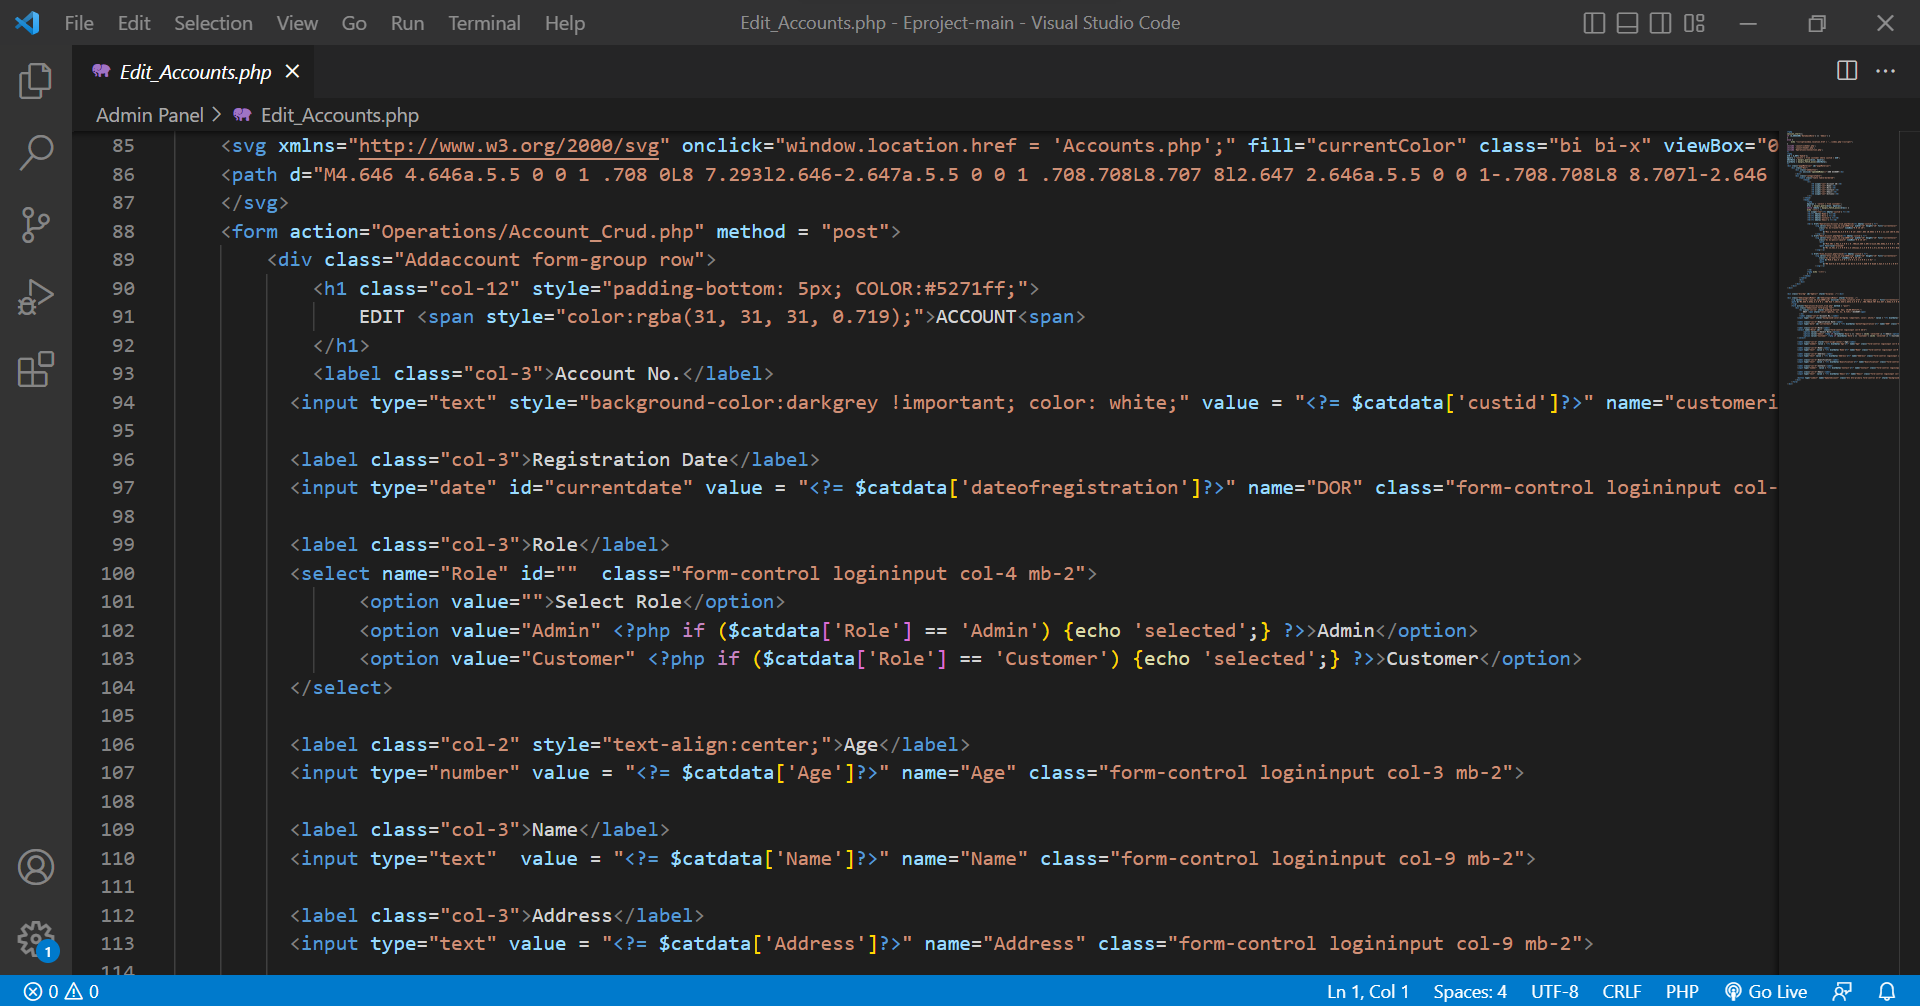 File Edit Selection View Go Run Terminal Help Edit_Accounts.php - Eproject-main - Visual Studio Code
Edit_Accounts.php
Admin Panel > Edit_Accounts.php
85 <svg xmlns="http://www.w3.org/2000/svg" onclick="window.location.href = 'Accounts.php';" fill="currentColor" class="bi bi-x" viewBox="0
86 <path d="M4.646 4.646a.5.5 0 0 1 .708 0L8 7.293l2.646-2.647a.5.5 0 0 1 .708.708L8.707 8l2.647 2.646a.5.5 0 0 1-.708.708L8 8.707l-2.646
87 </svg>
88 <form action="Operations/Account_Crud.php" method = "post">
89 <div class="Addaccount form-group row">
90 <h1 class="col-12" style="padding-bottom: 5px; COLOR:#5271ff;">
91 EDIT <span style="color:rgba(31, 31, 31, 0.719);">ACCOUNT<span>
92 </h1>
93 <label class="col-3">Account No.</label>
94 <input type="text" style="background-color:darkgrey !important; color: white;" value = "<?= $catdata['custid']?>" name="customeri
95
96 <label class="col-3">Registration Date</label>
97 <input type="date" id="currentdate" value = "<?= $catdata['dateofregistration']?>" name="DOR" class="form-control logininput col-
98
99 <label class="col-3">Role</label>
100 <select name="Role" id=""  class="form-control logininput col-4 mb-2">
101 <option value="">Select Role</option>
102 <option value="Admin" <?php if ($catdata['Role'] == 'Admin') {echo 'selected';} ?>>Admin</option>
103 <option value="Customer" <?php if ($catdata['Role'] == 'Customer') {echo 'selected';} ?>>Customer</option>
104 </select>
105
106 <label class="col-2" style="text-align:center;">Age</label>
107 <input type="number" value = "<?= $catdata['Age']?>" name="Age" class="form-control logininput col-3 mb-2">
108
109 <label class="col-3">Name</label>
110 <input type="text"  value = "<?= $catdata['Name']?>" name="Name" class="form-control logininput col-9 mb-2">
111
112 <label class="col-3">Address</label>
113 <input type="text" value = "<?= $catdata['Address']?>" name="Address" class="form-control logininput col-9 mb-2">
114
1
0 0 Ln 1, Col 1 Spaces: 4 UTF-8 CRLF PHP Go Live